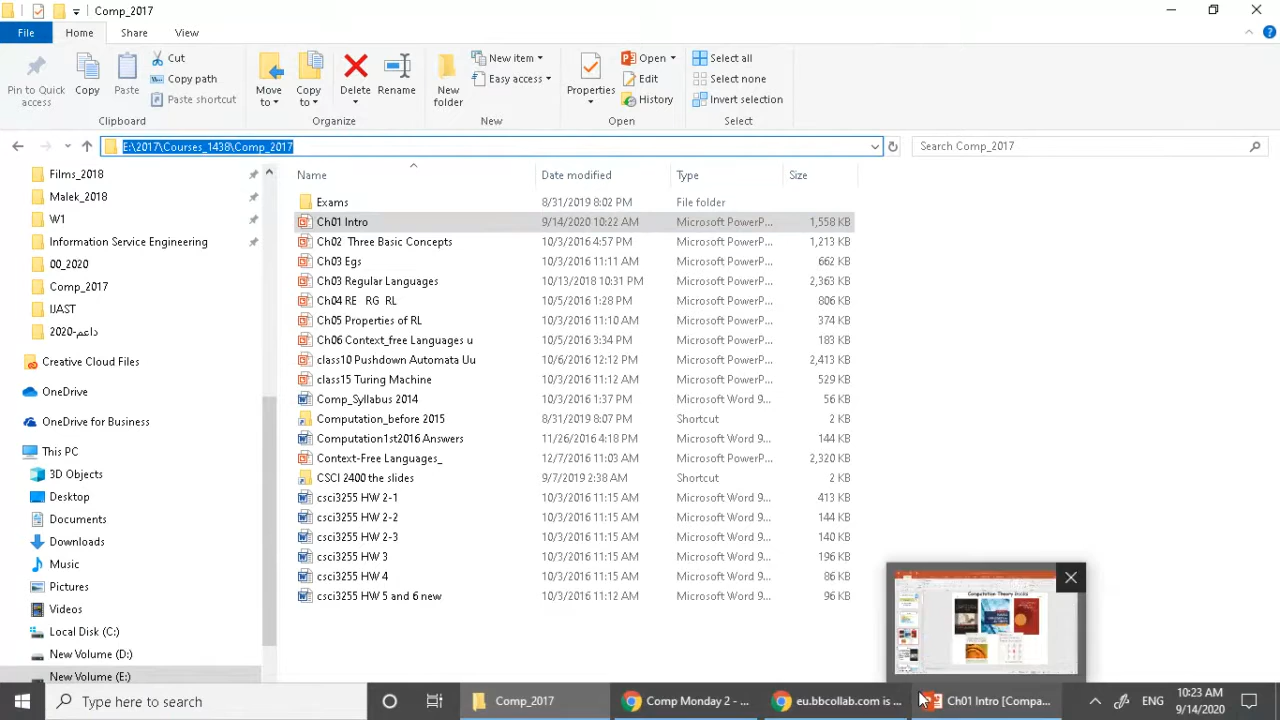 Comp_2017
File Home Share View
Pin to Quick access
Copy
Paste
Cut
Copy path
Paste shortcut
Clipboard
Move to
Copy to
Delete
Rename
Organize
New folder
New item
Easy access
New
Properties
Open
Edit
History
Open
Select all
Select none
Invert selection
Select
E:\2017\Courses_1438\Comp_2017
Search Comp_2017
Films_2018
Malek_2018
W1
Information Service Engineering
00_2020
Comp_2017
IJAST
داعم-2020
Creative Cloud Files
OneDrive
OneDrive for Business
This PC
3D Objects
Desktop
Documents
Downloads
Music
Pictures
Videos
Local Disk (C:)
New Volume (D:)
New Volume (E:)
Name Date modified Type Size
Exams 8/31/2019 8:02 PM File folder
Ch01 Intro 9/14/2020 10:22 AM Microsoft PowerP... 1,558 KB
Ch02 Three Basic Concepts 10/3/2016 4:57 PM Microsoft PowerP... 1,213 KB
Ch03 Egs 10/3/2016 11:11 AM Microsoft PowerP... 662 KB
Ch03 Regular Languages 10/13/2018 10:31 PM Microsoft PowerP... 2,363 KB
Ch04 RE RG RL 10/5/2016 1:28 PM Microsoft PowerP... 806 KB
Ch05 Properties of RL 10/3/2016 11:10 AM Microsoft PowerP... 374 KB
Ch06 Context_free Languages u 10/5/2016 3:34 PM Microsoft PowerP... 183 KB
class10 Pushdown Automata Uu 10/6/2016 12:12 PM Microsoft PowerP... 2,413 KB
class15 Turing Machine 10/3/2016 11:12 AM Microsoft PowerP... 529 KB
Comp_Syllabus 2014 10/3/2016 1:37 PM Microsoft Word 9... 56 KB
Computation_before 2015 8/31/2019 8:07 PM Shortcut 2 KB
Computation1st2016 Answers 11/26/2016 4:18 PM Microsoft Word 9... 144 KB
Context-Free Languages_ 12/7/2016 11:03 AM Microsoft PowerP... 2,320 KB
CSCI 2400 the slides 9/7/2019 2:38 AM Shortcut 2 KB
csci3255 HW 2-1 10/3/2016 11:15 AM Microsoft Word 9... 413 KB
csci3255 HW 2-2 10/3/2016 11:15 AM Microsoft Word 9... 144 KB
csci3255 HW 2-3 10/3/2016 11:15 AM Microsoft Word 9... 140 KB
csci3255 HW 3 10/3/2016 11:15 AM Microsoft Word 9... 196 KB
csci3255 HW 4 10/3/2016 11:15 AM Microsoft Word 9... 86 KB
csci3255 HW 5 and 6 new 10/3/2016 11:12 AM Microsoft Word 9... 96 KB
Computation Theory Books
Type here to search
Comp_2017
Comp Monday 2 - ...
eu.bbcollab.com is ...
Ch01 Intro [Compa...
ENG
10:23 AM
9/14/2020